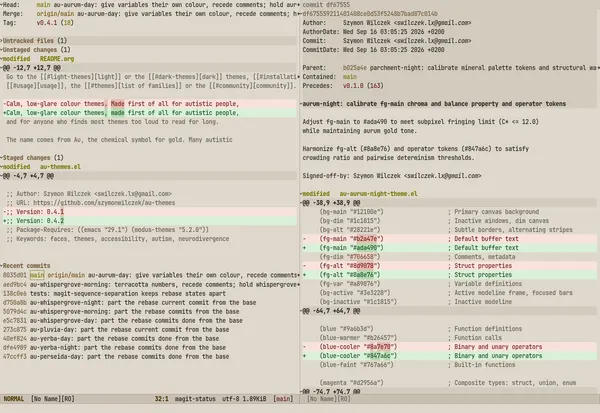 Head: main au-aurum-day: give variables their own colour, recede comments; hold aur
Merge: origin/main au-aurum-day: give variables their own colour, recede comments; h
Tag: v0.4.1 (18)
Untracked files (1)
Unstaged changes (1)
modified README.org
@@ -12,7 +12,7 @@
Go to the [[#light-themes][light]] or the [[#dark-themes][dark]] themes, [[#installati
[[#usage][usage]], the [[#themes][list of families]] or the [[#community][community]].
-Calm, low-glare colour themes. Made first of all for autistic people,
+Calm, low-glare colour themes, made first of all for autistic people,
and for anyone who finds most themes too loud to read for long.
The name comes from Au, the chemical symbol for gold. Many autistic
Staged changes (1)
modified au-themes.el
@@ -4,7 +4,7 @@
;; Author: Szymon Wilczek <swilczek.lx@gmail.com>
;; URL: https://github.com/szymonwilczek/au-themes
-;; Version: 0.4.1
+;; Version: 0.4.2
;; Package-Requires: ((emacs "29.1") (modus-themes "5.2.0"))
;; Keywords: faces, themes, accessibility, autism, neurodivergence
Recent commits
8035d01 main origin/main au-aurum-day: give variables their own colour, recede comments
aed9bc4 au-whispergrove-morning: terracotta numbers, recede comments; hold whispergrove
138c0e6 tests: magic-sequence-separation keeps rebase states apart
d750a8b au-whispergrove-night: part the rebase current commit from the base
5079d4c au-whispergrove-morning: part the rebase commits from the base
e5c7831 au-whispergrove-day: part the rebase commits done from the base
273c875 au-pluvia-day: part the rebase current commit from the base
40ef824 au-yerba-day: part the rebase commits done from the base
dfe4989 au-yerba-night: part the rebase commits done from the base
47ccff3 au-perseida-day: part the rebase commits done from the base
NORMAL [No Name][RO] 32:1 magit-status utf-8 1.89KiB [main]
commit df67555
Author: Szymon Wilczek <swilczek.lx@gmail.com>
AuthorDate: Wed Sep 16 03:05:25 2026 +0200
Commit: Szymon Wilczek <swilczek.lx@gmail.com>
CommitDate: Wed Sep 16 03:05:25 2026 +0200
Parent: b025a4e parchment-night: calibrate mineral palette tokens and structural wa
Contained: main
Precedes: v0.1.0 (163)
aurum-night: calibrate fg-main chroma and balance property and operator tokens
Adjust fg-main to #ada490 to meet subpixel fringing limit (C* <= 12.0)
while maintaining aurum gold tone.
Harmonize fg-alt (#8a8e76) and operator tokens (#847a6c) to satisfy
crowding ratio and pairwise determinism thresholds.
Signed-off-by: Szymon Wilczek <swilczek.lx@gmail.com>
modified au-aurum-night-theme.el
@@ -38,9 +38,9 @@
(bg-main "#12100e") ; Primary canvas background
(bg-dim "#1c1815") ; Inactive windows, dim canvas
(bg-alt "#28221e") ; Subtle borders, alternating stripes
- (fg-main "#b2a47e") ; Default buffer text
+ (fg-main "#ada490") ; Default buffer text
(fg-dim "#706658") ; Comments, metadata
- (fg-alt "#8d9078") ; Struct properties
+ (fg-alt "#8a8e76") ; Struct properties
(fg-var "#a89076") ; Variable definitions
(bg-active "#3e3228") ; Active modeline, frame focused
(bg-inactive "#1c1815") ; Inactive modeline
@@ -64,7 +64,7 @@
(blue "#9a6b3d") ; Function definitions
(blue-warmer "#b26457") ; Function calls
- (blue-cooler "#8a7e70") ; Binary and unary operators
+ (blue-cooler "#847a6c") ; Binary and unary operators
(blue-faint "#767a66") ; Built-in functions
(magenta "#d2956a") ; Composite types: struct, union, enum
@@ -74,7 +74,7 @@
[No Name][RO]